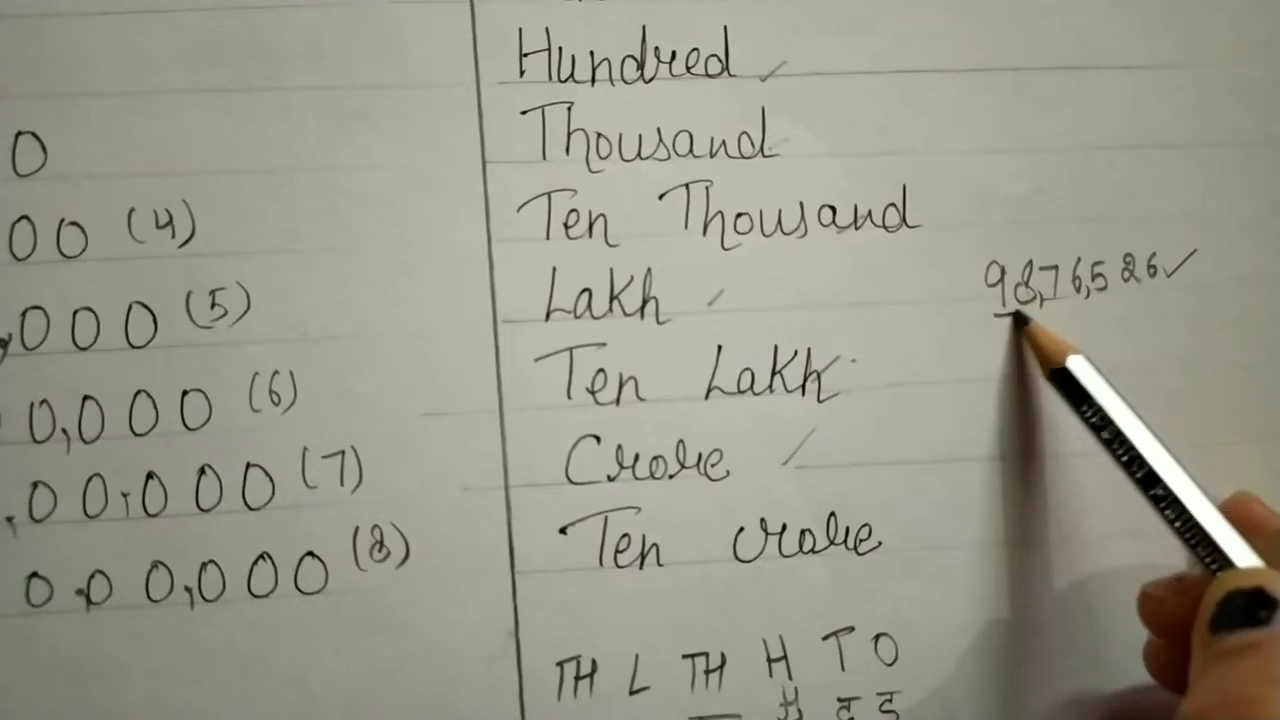 Hundred ✓
0 Thousand
00 (4) Ten Thousand
,000 (5) Lakh ✓ 98,76,526 ✓
0,000 (6) Ten Lakh
,00,000 (7) Crore ✓
0,00,000 (8) Ten crore
TH L TH H T O